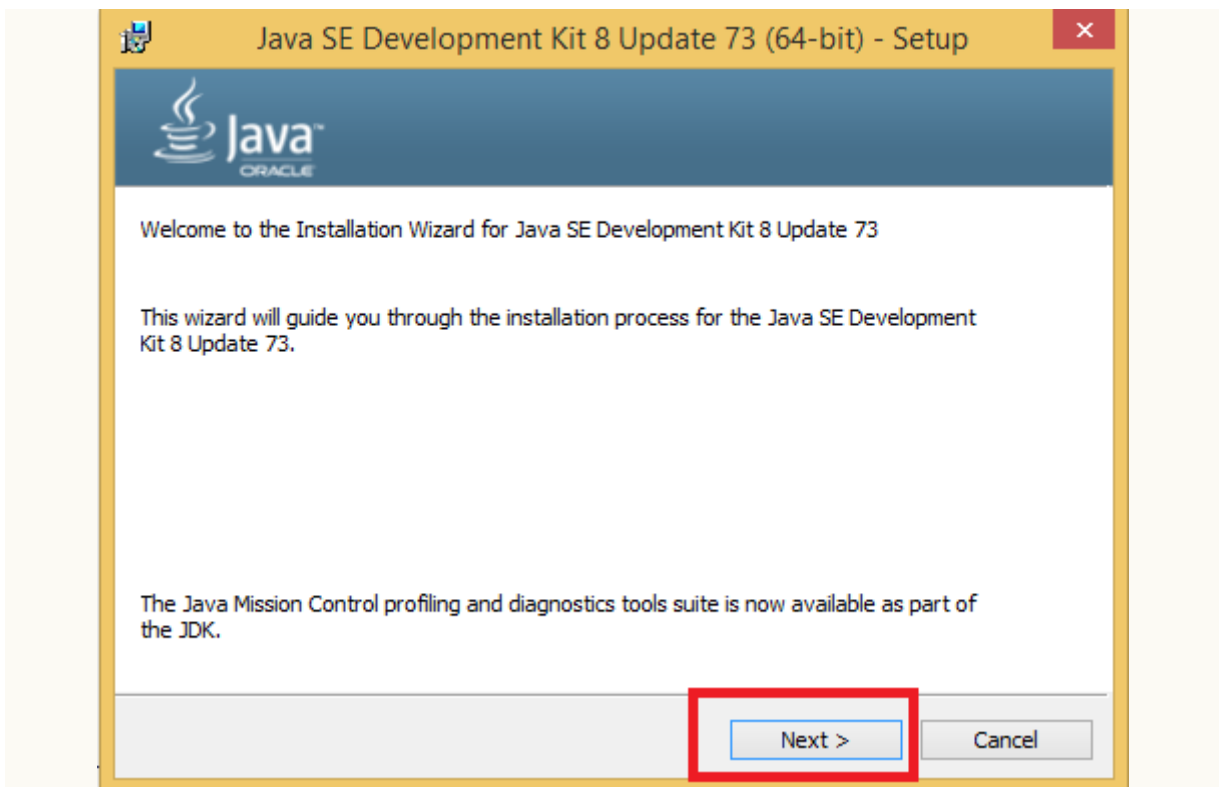 Java SE Development Kit 8 Update 73 (64-bit) - Setup
Java™
ORACLE
Welcome to the Installation Wizard for Java SE Development Kit 8 Update 73
This wizard will guide you through the installation process for the Java SE Development
Kit 8 Update 73.
The Java Mission Control profiling and diagnostics tools suite is now available as part of
the JDK.
Next >
Cancel